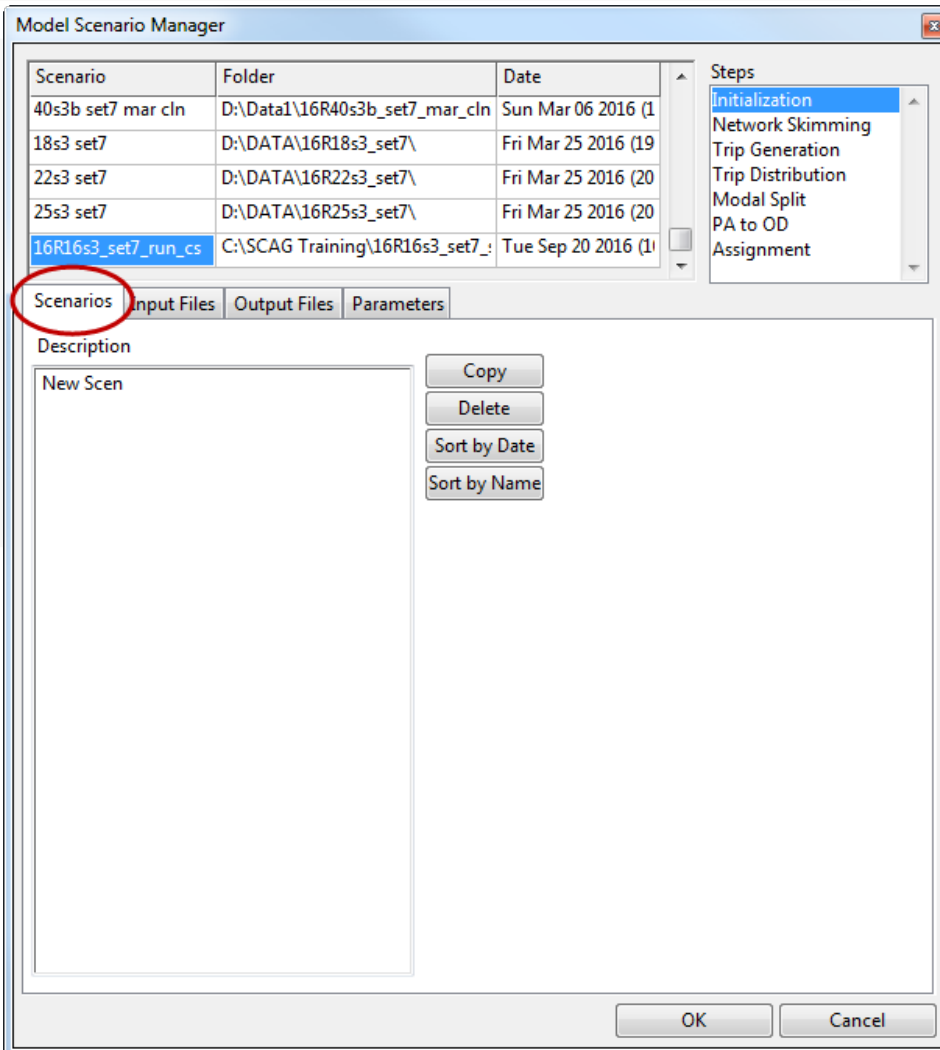 Model Scenario Manager
Scenario Folder Date
40s3b set7 mar cln D:\Data1\16R40s3b_set7_mar_cln Sun Mar 06 2016 (1
18s3 set7 D:\DATA\16R18s3_set7\ Fri Mar 25 2016 (19
22s3 set7 D:\DATA\16R22s3_set7\ Fri Mar 25 2016 (20
25s3 set7 D:\DATA\16R25s3_set7\ Fri Mar 25 2016 (20
16R16s3_set7_run_cs C:\SCAG Training\16R16s3_set7_ Tue Sep 20 2016 (1
Steps
Initialization
Network Skimming
Trip Generation
Trip Distribution
Modal Split
PA to OD
Assignment
Scenarios Input Files Output Files Parameters
Description
New Scen
Copy
Delete
Sort by Date
Sort by Name
OK Cancel